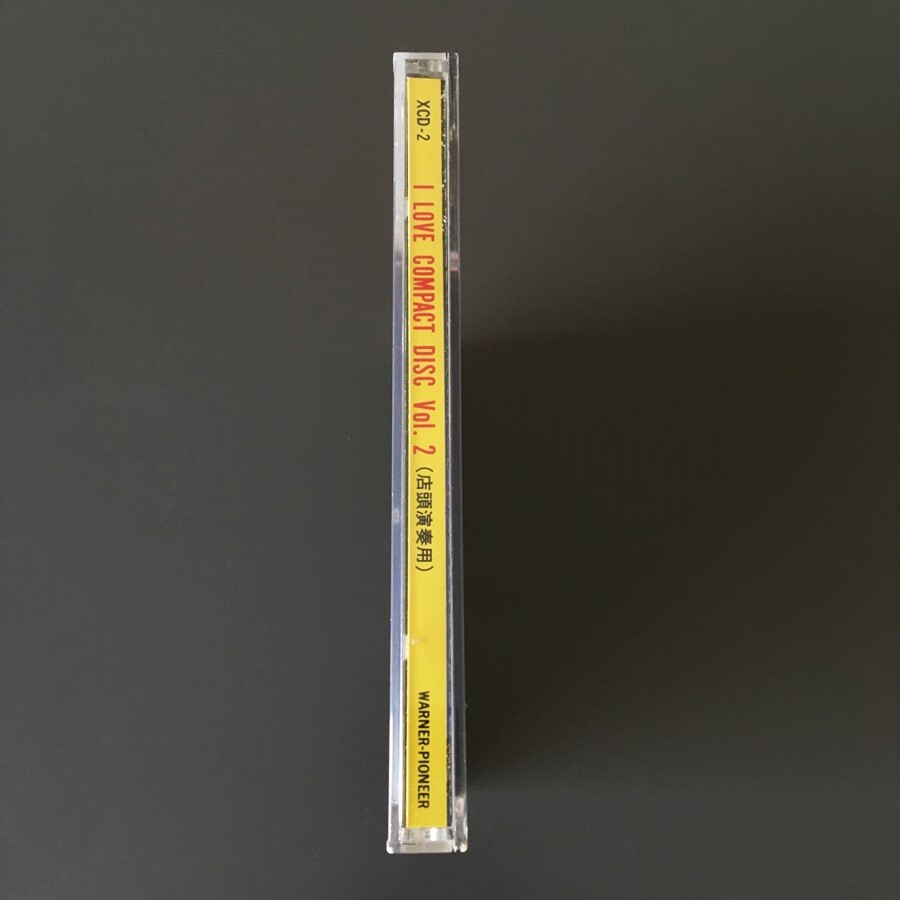 XCD-2 I LOVE COMPACT DISC Vol. 2 (店頭演奏用) WARNER-PIONEER